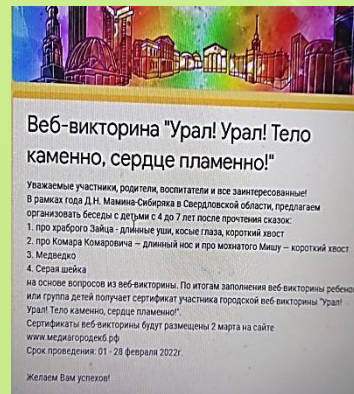 Веб-викторина "Урал! Урал! Тело
каменно, сердце пламенно!"
Уважаемые участники, родители, воспитатели и все заинтересованные!
В рамках года Д.Н. Мамина-Сибиряка в Свердловской области, предлагаем
организовать беседы с детьми с 4 до 7 лет после прочтения сказок:
1. про храброго Зайца - длинные уши, косые глаза, короткий хвост
2. про Комара Комаровича — длинный нос и про мохнатого Мишу — короткий хвост
3. Медведко
4. Серая шейка
на основе вопросов из веб-викторины. По итогам заполнения веб-викторины ребенок
или группа детей получает сертификат участника городской веб-викторины "Урал!
Урал! Тело каменно, сердце пламенно!".
Сертификаты веб-викторины будут размещены 2 марта на сайте
www.медиагородекб.рф
Срок проведения: 01 - 28 февраля 2022г.
Желаем Вам успехов!